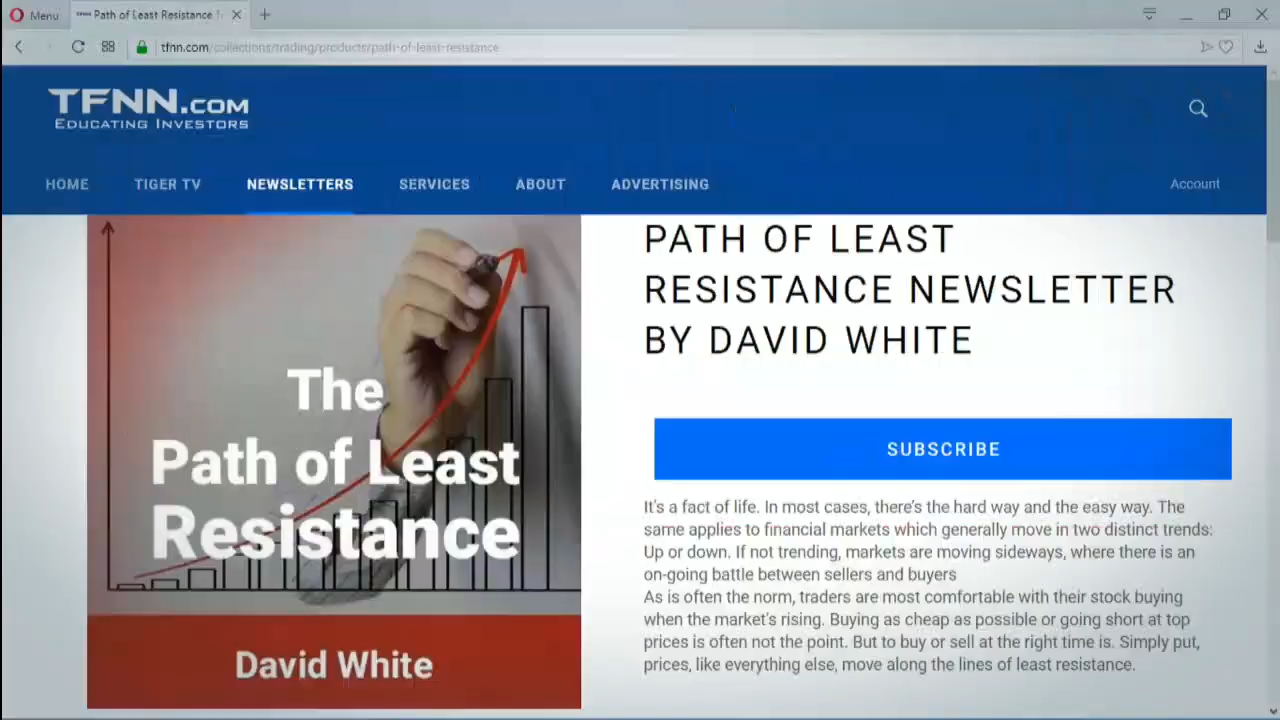 Menu
Path of Least Resistance
tfnn.com/collections/trading/products/path-of-least-resistance
TFNN.COM
EDUCATING INVESTORS
HOME
TIGER TV
NEWSLETTERS
SERVICES
ABOUT
ADVERTISING
Account
The
Path of Least
Resistance
David White
PATH OF LEAST
RESISTANCE NEWSLETTER
BY DAVID WHITE
SUBSCRIBE
It's a fact of life. In most cases, there's the hard way and the easy way. The
same applies to financial markets which generally move in two distinct trends:
Up or down. If not trending, markets are moving sideways, where there is an
on-going battle between sellers and buyers
As is often the norm, traders are most comfortable with their stock buying
when the market's rising. Buying as cheap as possible or going short at top
prices is often not the point. But to buy or sell at the right time is. Simply put,
prices, like everything else, move along the lines of least resistance.